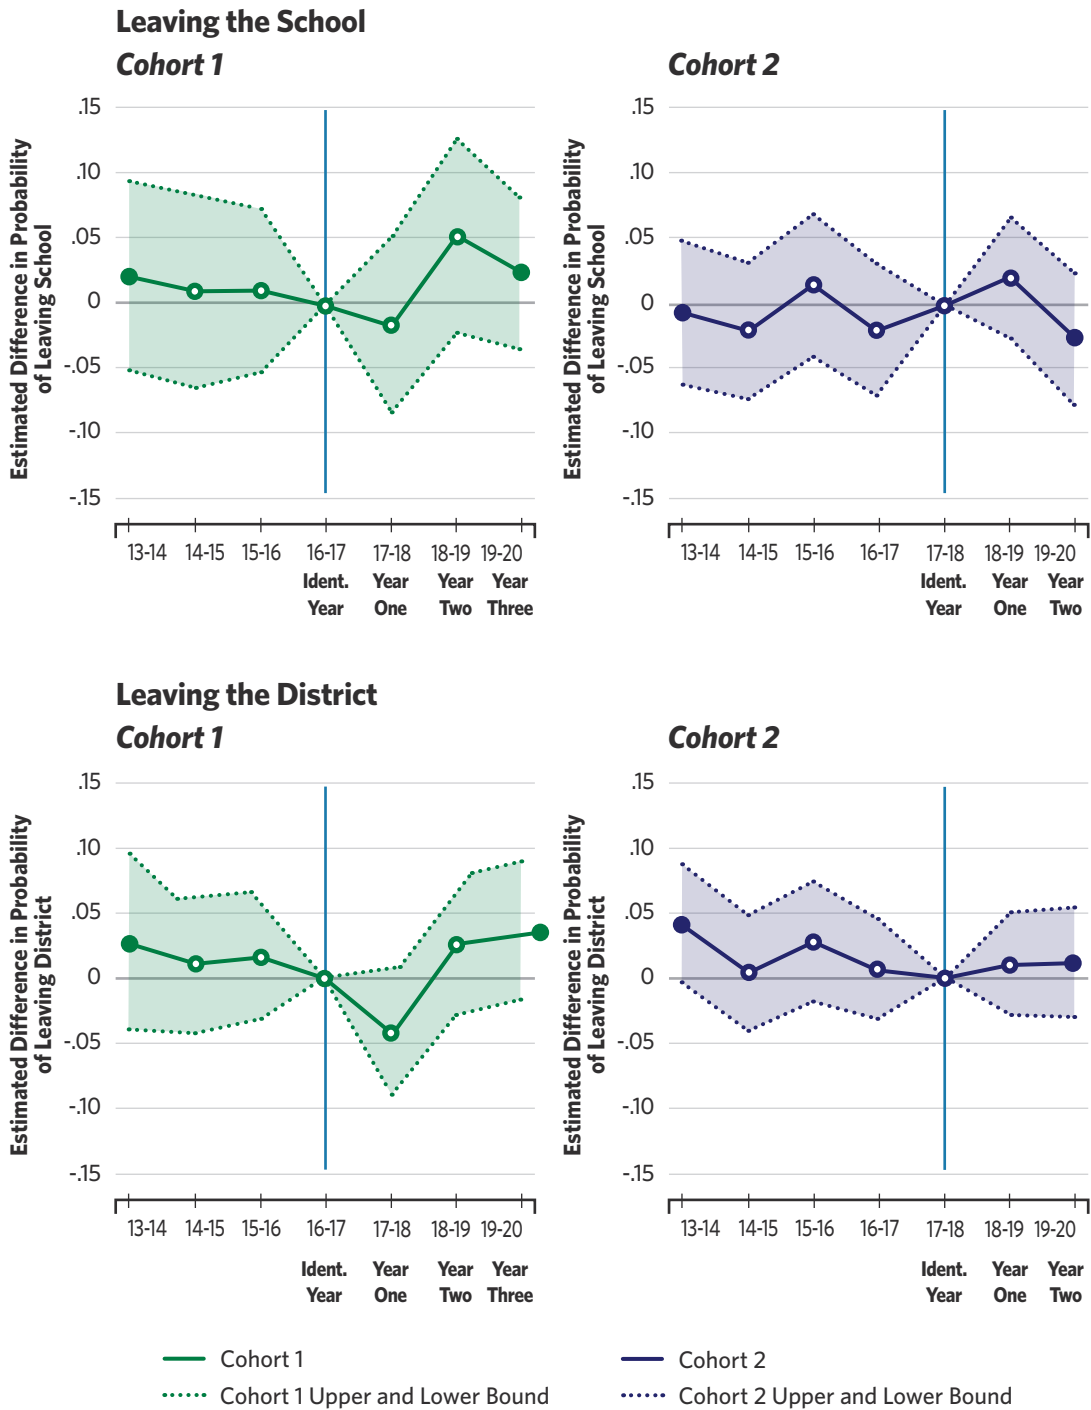 Leaving the School
Cohort 1
Cohort 2
Estimated Difference in Probability
of Leaving School
.15
.10
.05
0
-.05
-.10
-.15
13-14 14-15 15-16 16-17 17-18 18-19 19-20
Ident. Year Year Year
Year One Two Three
Estimated Difference in Probability
of Leaving School
.15
.10
.05
0
-.05
-.10
-.15
13-14 14-15 15-16 16-17 17-18 18-19 19-20
Ident. Year Year
Year One Two
Leaving the District
Cohort 1
Cohort 2
Estimated Difference in Probability
of Leaving District
.15
.10
.05
0
-.05
-.10
-.15
13-14 14-15 15-16 16-17 17-18 18-19 19-20
Ident. Year Year Year
Year One Two Three
Estimated Difference in Probability
of Leaving District
.15
.10
.05
0
-.05
-.10
-.15
13-14 14-15 15-16 16-17 17-18 18-19 19-20
Ident. Year Year
Year One Two
Cohort 1
Cohort 1 Upper and Lower Bound
Cohort 2
Cohort 2 Upper and Lower Bound